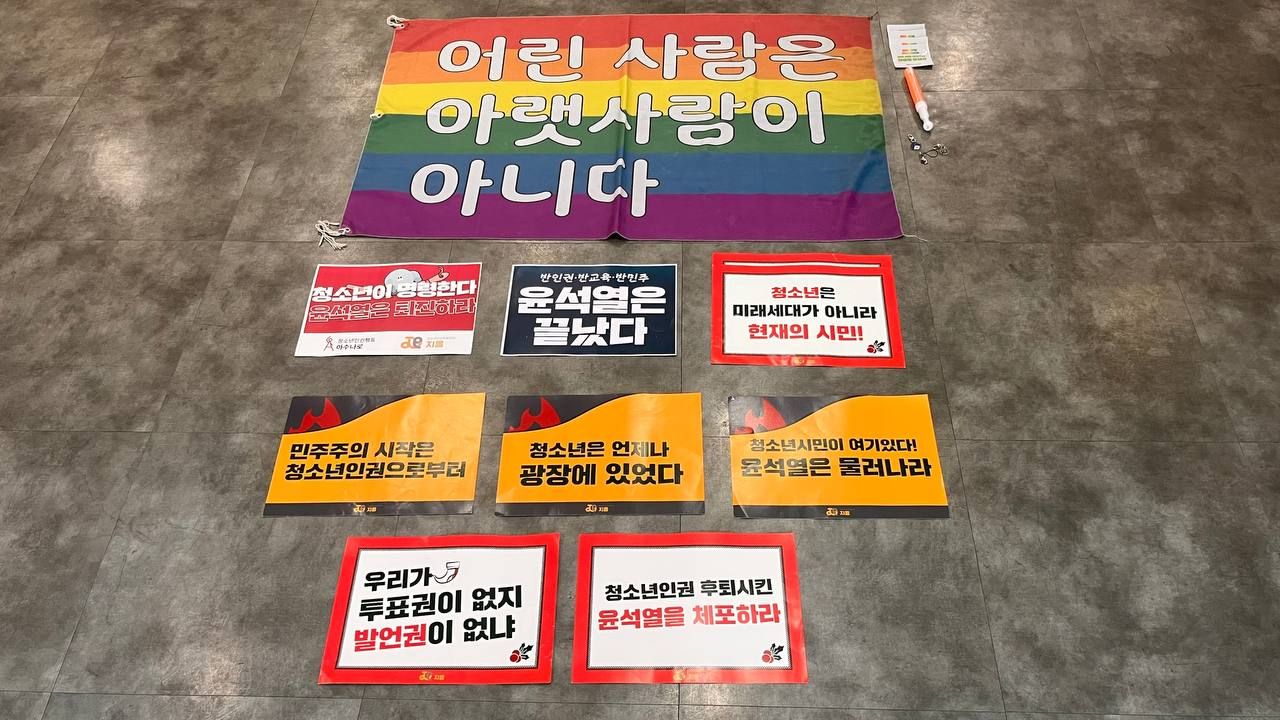 어린 사람은
아랫사람이
아니다
청소년이 명령한다
윤석열은 퇴진하라
청소년인권행동
아수나로
지음
반인권·반교육·반민주
윤석열은
끝났다
청소년은
미래세대가 아니라
현재의 시민!!
지음
민주주의 시작은
청소년인권으로부터
지음
청소년은 언제나
광장에 있었다
지음
청소년시민이 여기있다!
윤석열은 물러나라
지음
우리가
투표권이 없지
발언권이 없냐
지음
청소년인권 후퇴시킨
윤석열을 체포하라
지음